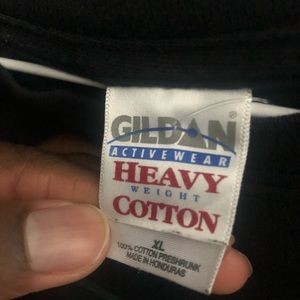 GILDAN
ACTIVEWEAR
HEAVY
WEIGHT
COTTON
XL
100% COTTON PRESHRUNK
MADE IN HONDURAS